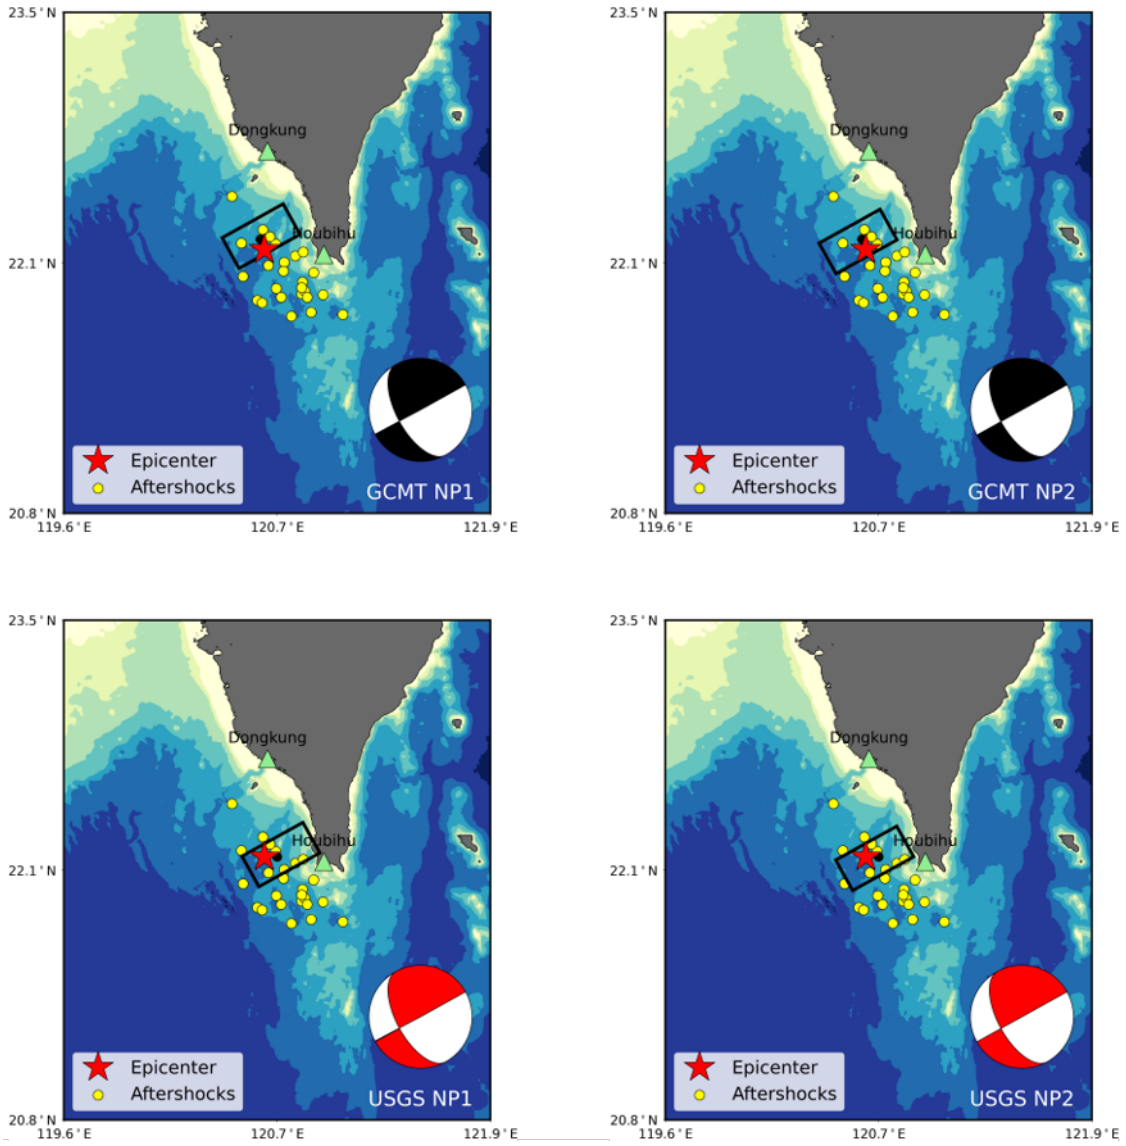 23.5°N
23.5°N
Dongkung
Dongkung
Houbihu
Houbihu
22.1°N
22.1°N
Epicenter
Epicenter
Aftershocks
GCMT NP1
Aftershocks
GCMT NP2
20.8°N
20.8°N
119.6°E
120.7°E
121.9°E
119.6°E
120.7°E
121.9°E
23.5°N
23.5°N
Dongkung
Dongkung
Houbihu
Houbihu
22.1°N
22.1°N
Epicenter
Epicenter
Aftershocks
USGS NP1
Aftershocks
USGS NP2
20.8°N
20.8°N
119.6°E
120.7°E
121.9°E
119.6°E
120.7°E
121.9°E